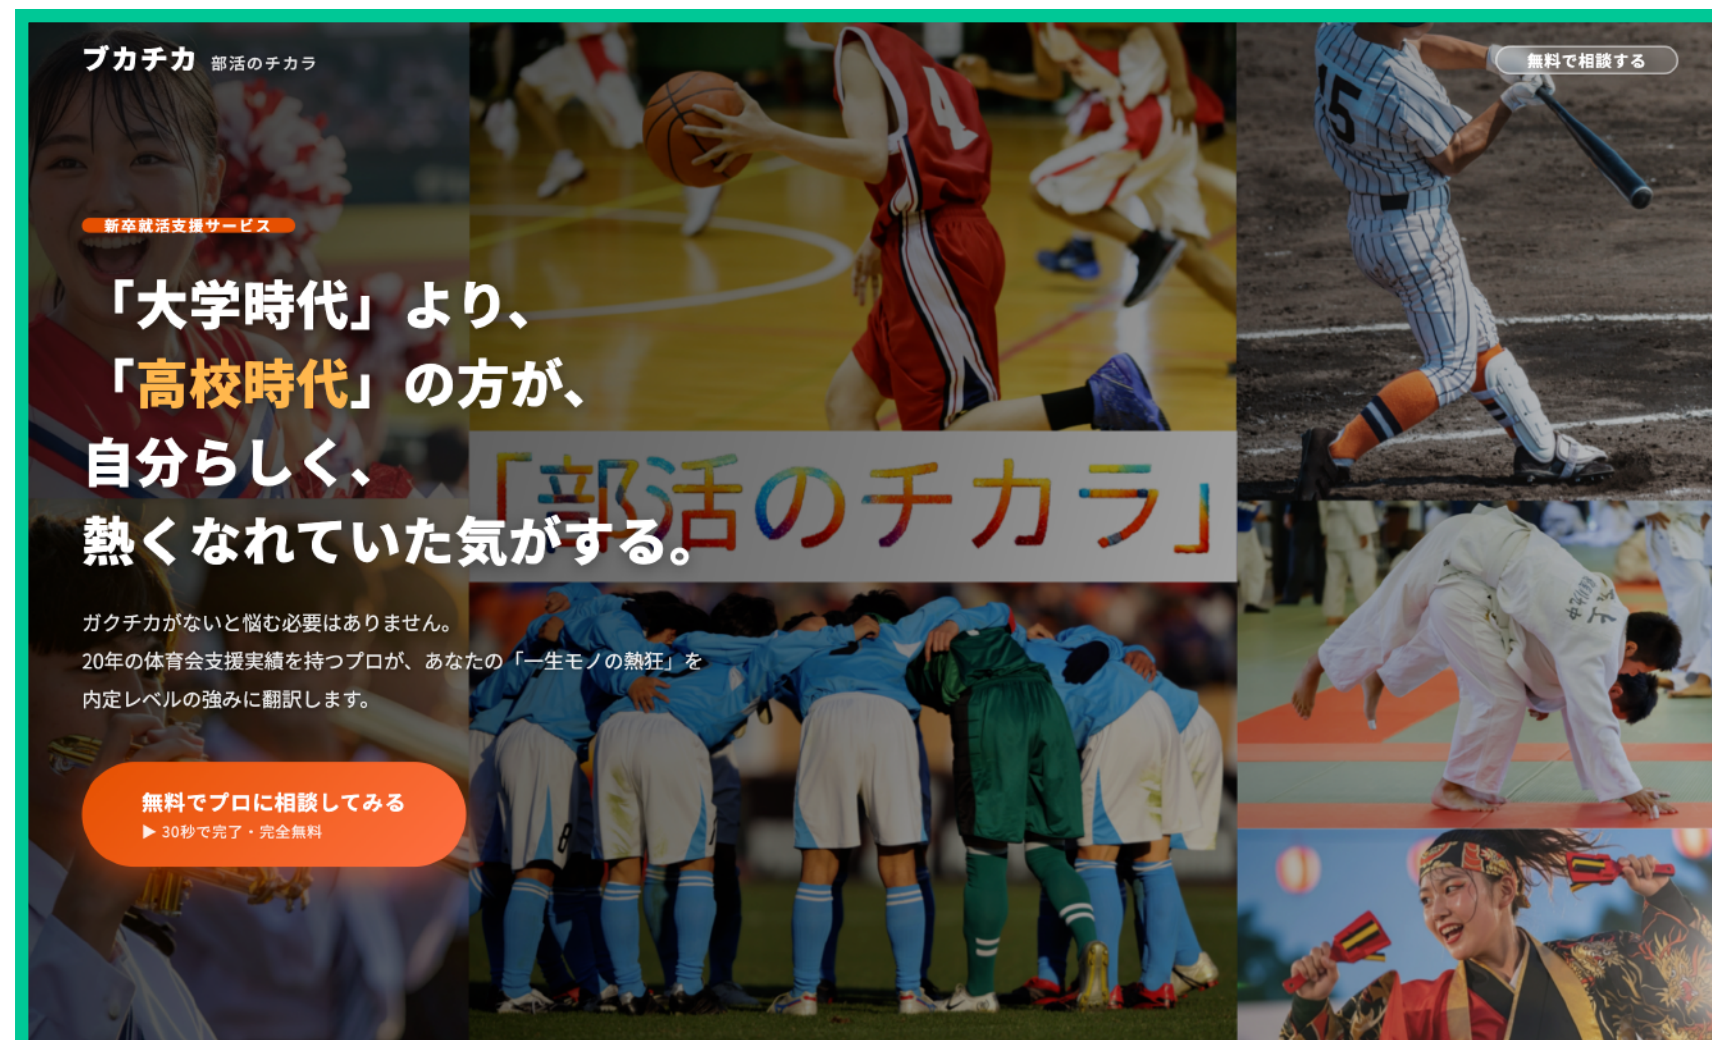 ブカチカ 部活のチカラ
無料で相談する
新卒就活支援サービス
「大学時代」より、
「高校時代」の方が、
自分らしく、
熱くなれていた気がする。
「部活のチカラ」
ガクチカがないと悩む必要はありません。
20年の体育会支援実績を持つプロが、あなたの「一生モノの熱狂」を
内定レベルの強みに翻訳します。
無料でプロに相談してみる
▶ 30秒で完了・完全無料
4
5
8